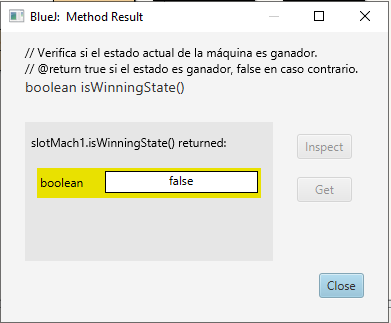 BlueJ: Method Result
// Verifica si el estado actual de la máquina es ganador.
// @return true si el estado es ganador, false en caso contrario.
boolean isWinningState()
slotMach1.isWinningState() returned:
Inspect
boolean
false
Get
Close